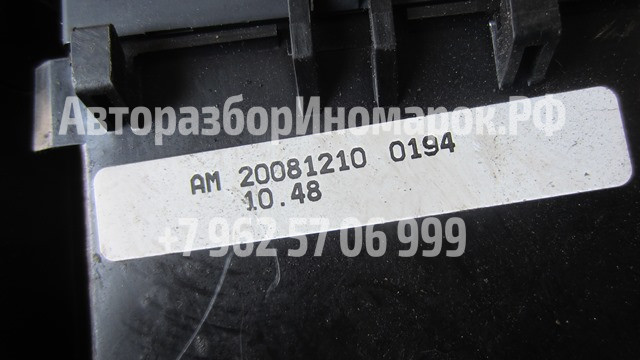 АвторазборИномарок.РФ
AM 20081210 0194
10.48
+7 962 57 06 999